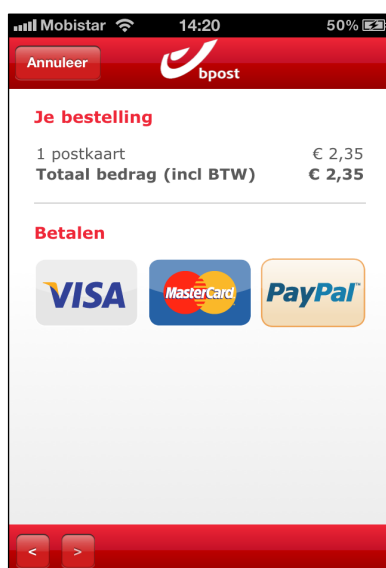 Mobistar 14:20 50%
Annuleer
bpost
Je bestelling
1 postkaart € 2,35
Totaal bedrag (incl BTW) € 2,35
Betalen
VISA MasterCard PayPal™
< >